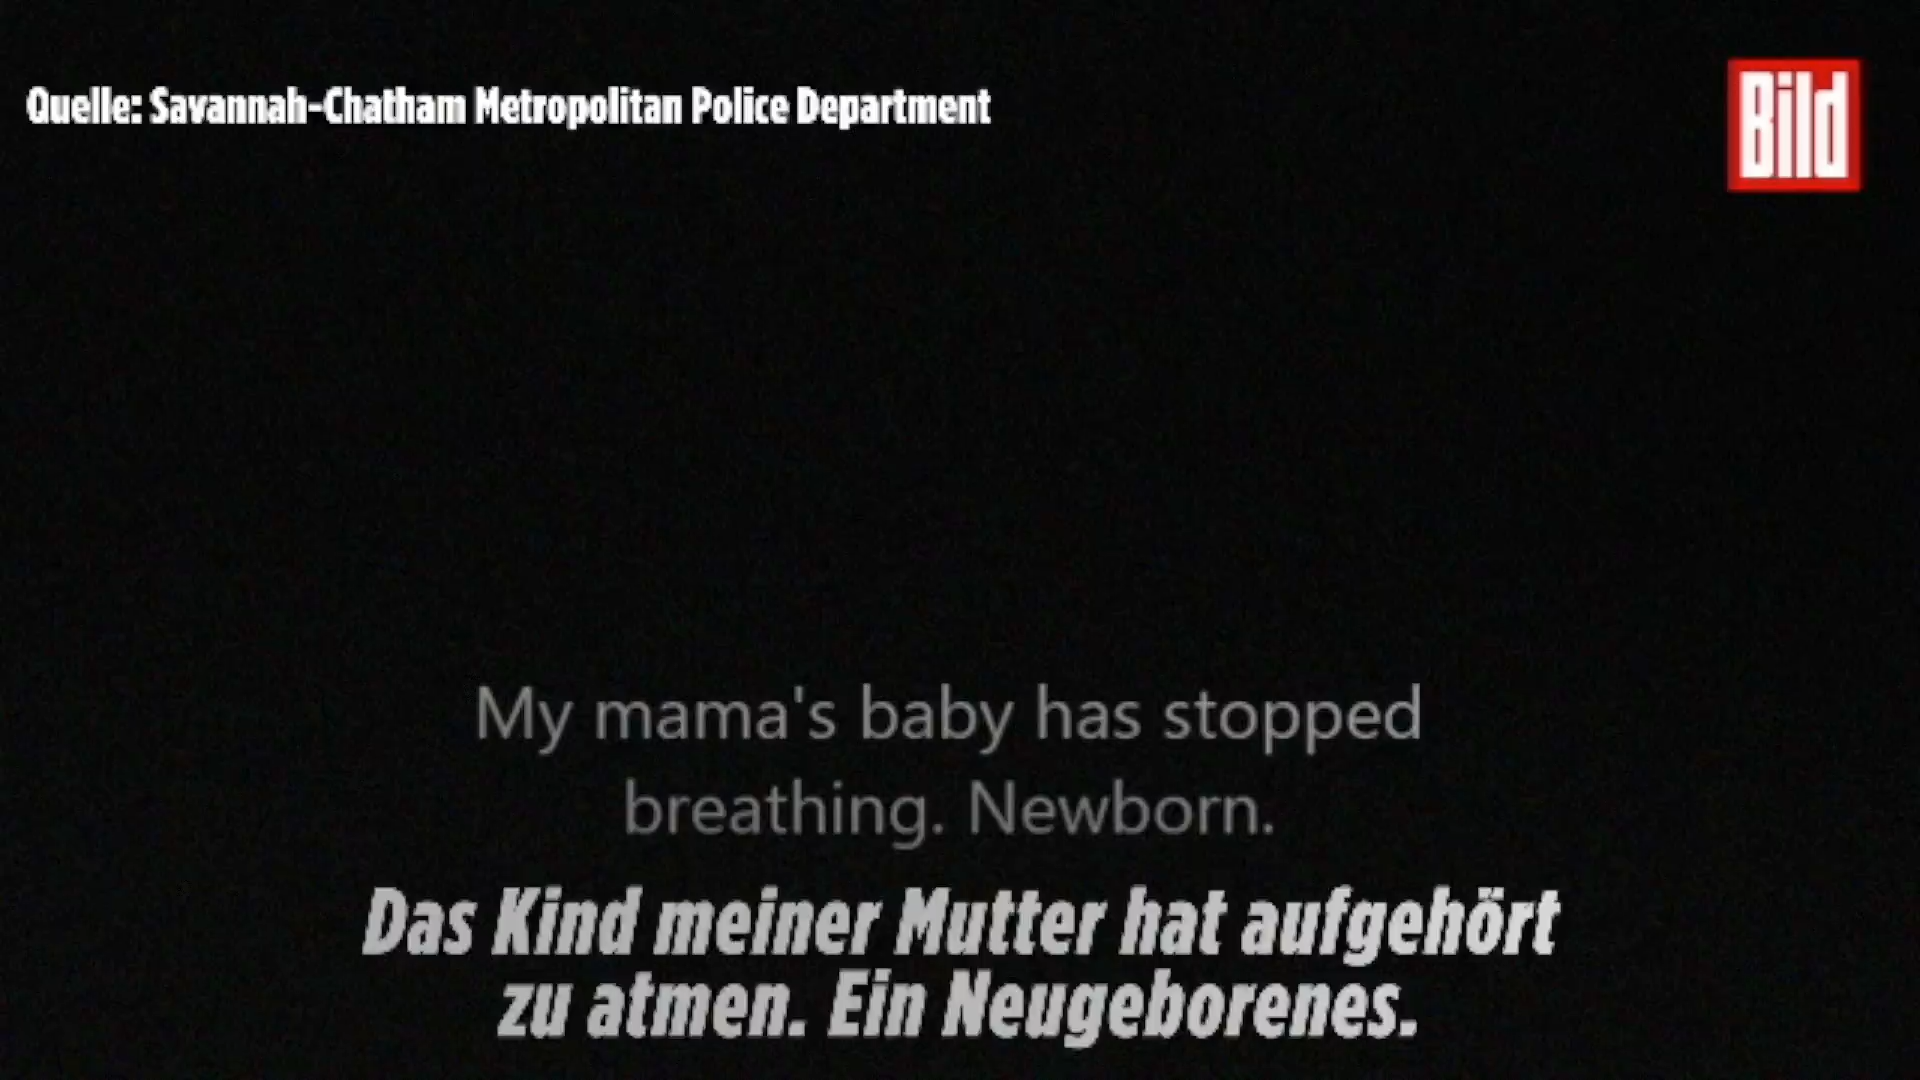 Quelle: Savannah-Chatham Metropolitan Police Department
Bild
My mama's baby has stopped
breathing. Newborn.
Das Kind meiner Mutter hat aufgehört
zu atmen. Ein Neugeborenes.